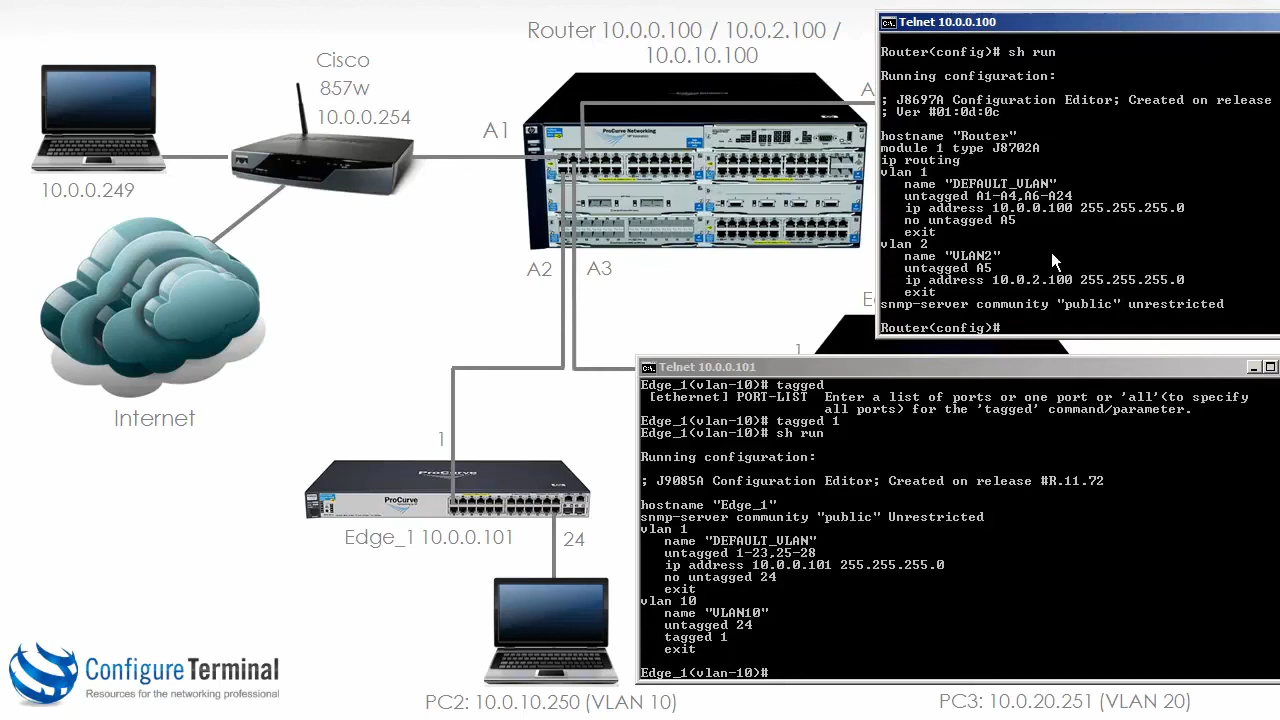 Router 10.0.0.100 / 10.0.2.100 /
10.0.10.100
Cisco
857w
10.0.0.254
10.0.0.249
A1
A2
A3
Internet
1
ProCurve Networking
ProCurve
ProCurve
Edge_1 10.0.0.101
24
1
PC2: 10.0.10.250 (VLAN 10)
PC3: 10.0.20.251 (VLAN 20)
Configure Terminal
Resources for the networking professional
Telnet 10.0.0.100
Router(config)# sh run
Running configuration:
; J8697A Configuration Editor; Created on release
; Ver #01:0d:0c
hostname "Router"
module 1 type J8702A
ip routing
vlan 1
name "DEFAULT_VLAN"
untagged A1-A4,A6-A24
ip address 10.0.0.100 255.255.255.0
no untagged A5
exit
vlan 2
name "VLAN2"
untagged A5
ip address 10.0.2.100 255.255.255.0
exit
snmp-server community "public" unrestricted
Router(config)#
Telnet 10.0.0.101
Edge_1(vlan-10)# tagged
[ethernet] PORT-LIST Enter a list of ports or one port or 'all'(to specify
all ports) for the 'tagged' command/parameter.
Edge_1(vlan-10)# tagged 1
Edge_1(vlan-10)# sh run
Running configuration:
; J9085A Configuration Editor; Created on release #R.11.72
hostname "Edge_1"
snmp-server community "public" Unrestricted
vlan 1
name "DEFAULT_VLAN"
untagged 1-23,25-28
ip address 10.0.0.101 255.255.255.0
no untagged 24
exit
vlan 10
name "VLAN10"
untagged 24
tagged 1
exit
Edge_1(vlan-10)#